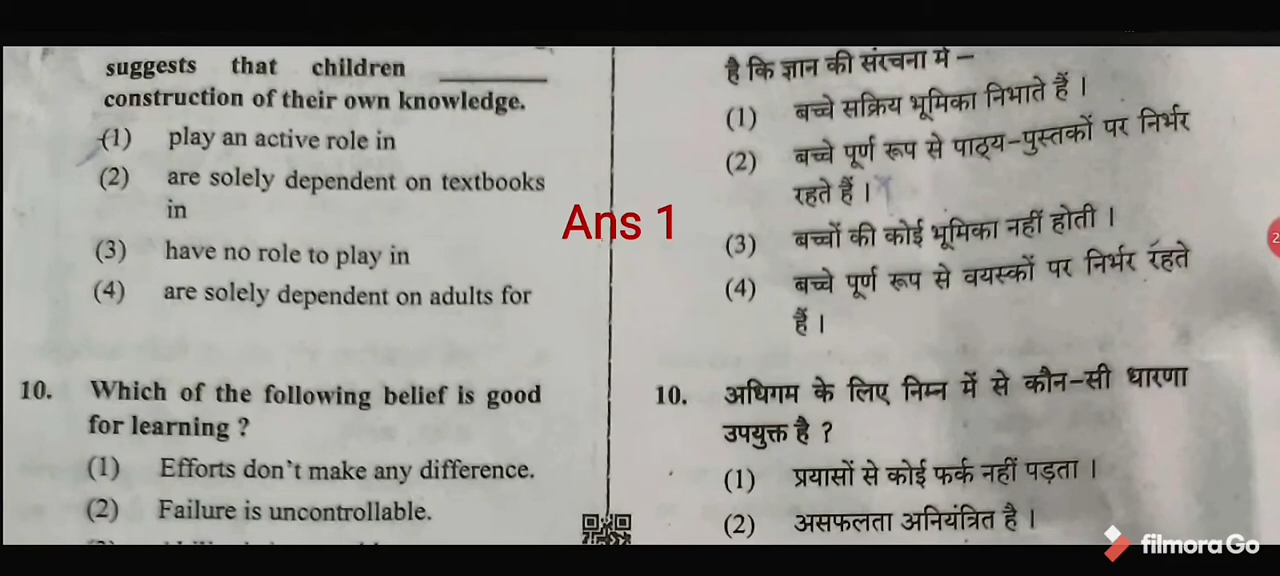 suggests that children ________
construction of their own knowledge.
(1) play an active role in
(2) are solely dependent on textbooks
in
(3) have no role to play in
(4) are solely dependent on adults for
10. Which of the following belief is good
for learning ?
(1) Efforts don't make any difference.
(2) Failure is uncontrollable.
Ans 1
है कि ज्ञान की संरचना में –
(1) बच्चे सक्रिय भूमिका निभाते हैं ।
(2) बच्चे पूर्ण रूप से पाठ्य-पुस्तकों पर निर्भर
रहते हैं ।
(3) बच्चों की कोई भूमिका नहीं होती ।
(4) बच्चे पूर्ण रूप से वयस्कों पर निर्भर रहते
हैं ।
10. अधिगम के लिए निम्न में से कौन-सी धारणा
उपयुक्त है ?
(1) प्रयासों से कोई फर्क नहीं पड़ता ।
(2) असफलता अनियंत्रित है ।
filmoraGo